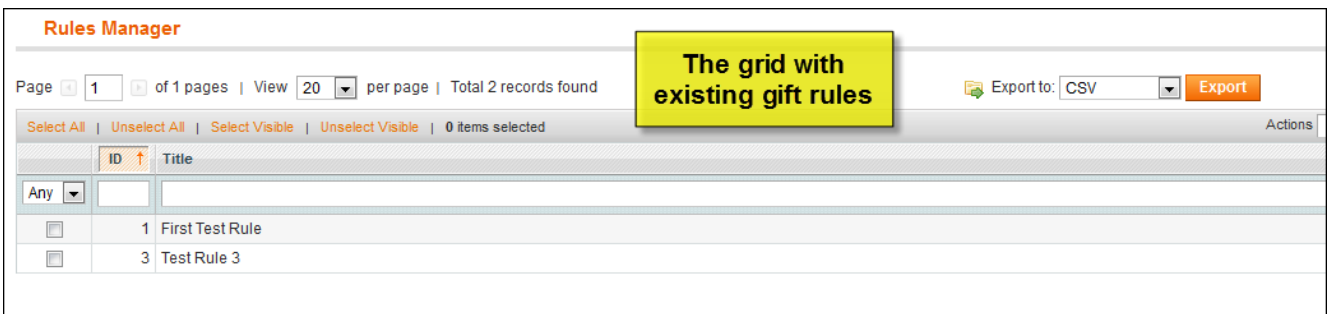 Rules Manager
The grid with
existing gift rules
Page 1 of 1 pages | View 20 per page | Total 2 records found
Export to: CSV Export
Select All | Unselect All | Select Visible | Unselect Visible | 0 items selected
Actions
ID ↑ Title
Any
1 First Test Rule
3 Test Rule 3